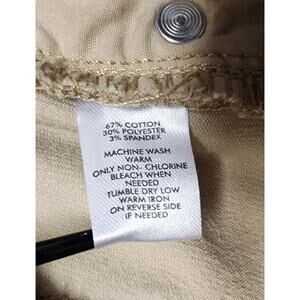 67% COTTON
30% POLYESTER
3% SPANDEX
MACHINE WASH
WARM
ONLY NON- CHLORINE
BLEACH WHEN
NEEDED
TUMBLE DRY LOW
WARM IRON
ON REVERSE SIDE
IF NEEDED